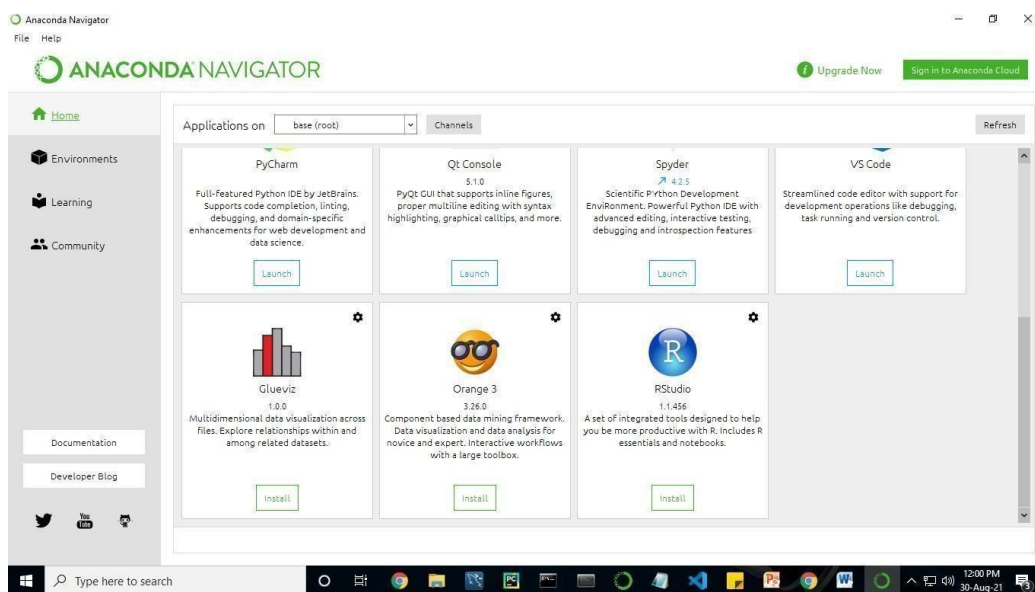 Anaconda Navigator
File Help
ANACONDA NAVIGATOR
Upgrade Now
Sign in to Anaconda Cloud
Home
Environments
Learning
Community
Documentation
Developer Blog
You
Tube
Applications on base (root) Channels Refresh
PyCharm
Full-featured Python IDE by JetBrains.
Supports code completion, linting,
debugging, and domain-specific
enhancements for web development and
data science.
Launch
Qt Console
5.1.0
PyQt GUI that supports inline figures,
proper multiline editing with syntax
highlighting, graphical calltips, and more.
Launch
Spyder
4.2.5
Scientific PYthon Development
EnviRonment. Powerful Python IDE with
advanced editing, interactive testing,
debugging and introspection features
Launch
VS Code
Streamlined code editor with support for
development operations like debugging,
task running and version control.
Launch
Glueviz
1.0.0
Multidimensional data visualization across
files. Explore relationships within and
among related datasets.
Install
Orange 3
3.26.0
Component based data mining framework.
Data visualization and data analysis for
novice and expert. Interactive workflows
with a large toolbox.
Install
R
RStudio
1.1.456
A set of integrated tools designed to help
you be more productive with R. Includes R
essentials and notebooks.
Install
Type here to search
PC
W
12:00 PM
30-Aug-21
3